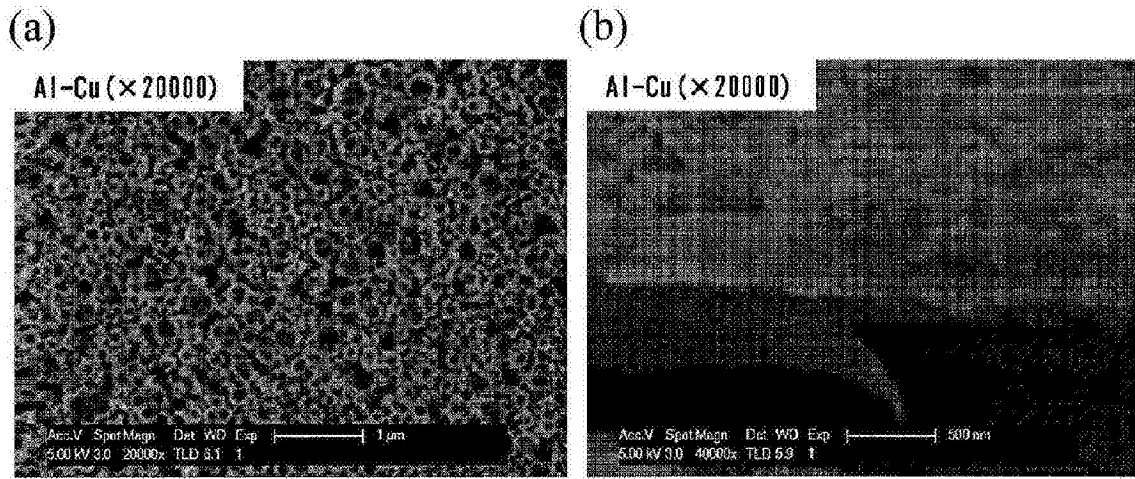 (a)
Al-Cu(×20000)
Acc.V Spot Magn Det WD Exp 1 μm
5.00 kV 3.0 20000x TLD 5.1 1
(b)
Al-Cu(×20000)
Acc.V Spot Magn Det WD Exp 500 nm
5.00 kV 3.0 40000x TLD 5.9 1